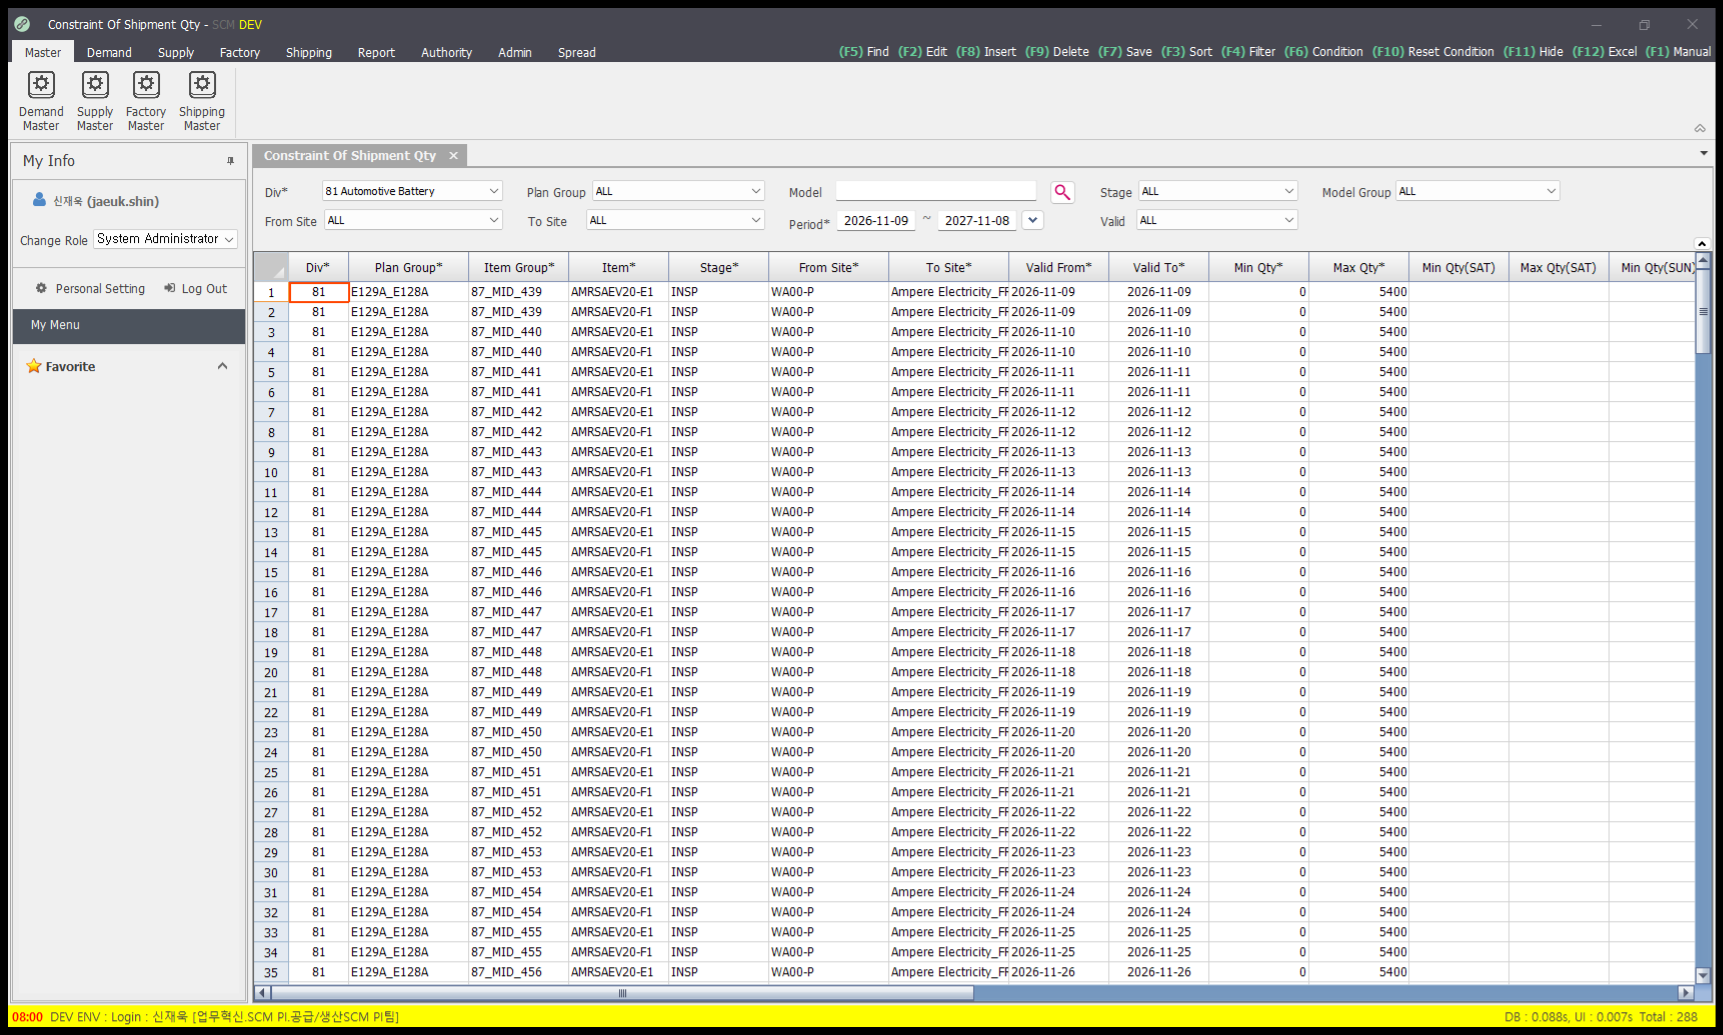 Constraint Of Shipment Qty - SCM DEV
Master Demand Supply Factory Shipping Report Authority Admin Spread (F5) Find (F2) Edit (F8) Insert (F9) Delete (F7) Save (F3) Sort (F4) Filter (F6) Condition (F10) Reset Condition (F11) Hide (F12) Excel (F1) Manual
Demand Master
Supply Master
Factory Master
Shipping Master
My Info
신재욱 (jaeuk.shin)
Change Role System Administrator
Personal Setting Log Out
My Menu
Favorite
Constraint Of Shipment Qty
Div* 81 Automotive Battery Plan Group ALL Model Stage ALL Model Group ALL
From Site ALL To Site ALL Period* 2026-11-09 ~ 2027-11-08 Valid ALL
Div* Plan Group* Item Group* Item* Stage* From Site* To Site* Valid From* Valid To* Min Qty* Max Qty* Min Qty(SAT) Max Qty(SAT) Min Qty(SUN)
1 81 E129A_E128A 87_MID_439 AMRSAEV20-E1 INSP WA00-P Ampere Electricity_FF 2026-11-09 2026-11-09 0 5400
2 81 E129A_E128A 87_MID_439 AMRSAEV20-F1 INSP WA00-P Ampere Electricity_FF 2026-11-09 2026-11-09 0 5400
3 81 E129A_E128A 87_MID_440 AMRSAEV20-E1 INSP WA00-P Ampere Electricity_FF 2026-11-10 2026-11-10 0 5400
4 81 E129A_E128A 87_MID_440 AMRSAEV20-F1 INSP WA00-P Ampere Electricity_FF 2026-11-10 2026-11-10 0 5400
5 81 E129A_E128A 87_MID_441 AMRSAEV20-E1 INSP WA00-P Ampere Electricity_FF 2026-11-11 2026-11-11 0 5400
6 81 E129A_E128A 87_MID_441 AMRSAEV20-F1 INSP WA00-P Ampere Electricity_FF 2026-11-11 2026-11-11 0 5400
7 81 E129A_E128A 87_MID_442 AMRSAEV20-E1 INSP WA00-P Ampere Electricity_FF 2026-11-12 2026-11-12 0 5400
8 81 E129A_E128A 87_MID_442 AMRSAEV20-F1 INSP WA00-P Ampere Electricity_FF 2026-11-12 2026-11-12 0 5400
9 81 E129A_E128A 87_MID_443 AMRSAEV20-E1 INSP WA00-P Ampere Electricity_FF 2026-11-13 2026-11-13 0 5400
10 81 E129A_E128A 87_MID_443 AMRSAEV20-F1 INSP WA00-P Ampere Electricity_FF 2026-11-13 2026-11-13 0 5400
11 81 E129A_E128A 87_MID_444 AMRSAEV20-E1 INSP WA00-P Ampere Electricity_FF 2026-11-14 2026-11-14 0 5400
12 81 E129A_E128A 87_MID_444 AMRSAEV20-F1 INSP WA00-P Ampere Electricity_FF 2026-11-14 2026-11-14 0 5400
13 81 E129A_E128A 87_MID_445 AMRSAEV20-E1 INSP WA00-P Ampere Electricity_FF 2026-11-15 2026-11-15 0 5400
14 81 E129A_E128A 87_MID_445 AMRSAEV20-F1 INSP WA00-P Ampere Electricity_FF 2026-11-15 2026-11-15 0 5400
15 81 E129A_E128A 87_MID_446 AMRSAEV20-E1 INSP WA00-P Ampere Electricity_FF 2026-11-16 2026-11-16 0 5400
16 81 E129A_E128A 87_MID_446 AMRSAEV20-F1 INSP WA00-P Ampere Electricity_FF 2026-11-16 2026-11-16 0 5400
17 81 E129A_E128A 87_MID_447 AMRSAEV20-E1 INSP WA00-P Ampere Electricity_FF 2026-11-17 2026-11-17 0 5400
18 81 E129A_E128A 87_MID_447 AMRSAEV20-F1 INSP WA00-P Ampere Electricity_FF 2026-11-17 2026-11-17 0 5400
19 81 E129A_E128A 87_MID_448 AMRSAEV20-E1 INSP WA00-P Ampere Electricity_FF 2026-11-18 2026-11-18 0 5400
20 81 E129A_E128A 87_MID_448 AMRSAEV20-F1 INSP WA00-P Ampere Electricity_FF 2026-11-18 2026-11-18 0 5400
21 81 E129A_E128A 87_MID_449 AMRSAEV20-E1 INSP WA00-P Ampere Electricity_FF 2026-11-19 2026-11-19 0 5400
22 81 E129A_E128A 87_MID_449 AMRSAEV20-F1 INSP WA00-P Ampere Electricity_FF 2026-11-19 2026-11-19 0 5400
23 81 E129A_E128A 87_MID_450 AMRSAEV20-E1 INSP WA00-P Ampere Electricity_FF 2026-11-20 2026-11-20 0 5400
24 81 E129A_E128A 87_MID_450 AMRSAEV20-F1 INSP WA00-P Ampere Electricity_FF 2026-11-20 2026-11-20 0 5400
25 81 E129A_E128A 87_MID_451 AMRSAEV20-E1 INSP WA00-P Ampere Electricity_FF 2026-11-21 2026-11-21 0 5400
26 81 E129A_E128A 87_MID_451 AMRSAEV20-F1 INSP WA00-P Ampere Electricity_FF 2026-11-21 2026-11-21 0 5400
27 81 E129A_E128A 87_MID_452 AMRSAEV20-E1 INSP WA00-P Ampere Electricity_FF 2026-11-22 2026-11-22 0 5400
28 81 E129A_E128A 87_MID_452 AMRSAEV20-F1 INSP WA00-P Ampere Electricity_FF 2026-11-22 2026-11-22 0 5400
29 81 E129A_E128A 87_MID_453 AMRSAEV20-E1 INSP WA00-P Ampere Electricity_FF 2026-11-23 2026-11-23 0 5400
30 81 E129A_E128A 87_MID_453 AMRSAEV20-F1 INSP WA00-P Ampere Electricity_FF 2026-11-23 2026-11-23 0 5400
31 81 E129A_E128A 87_MID_454 AMRSAEV20-E1 INSP WA00-P Ampere Electricity_FF 2026-11-24 2026-11-24 0 5400
32 81 E129A_E128A 87_MID_454 AMRSAEV20-F1 INSP WA00-P Ampere Electricity_FF 2026-11-24 2026-11-24 0 5400
33 81 E129A_E128A 87_MID_455 AMRSAEV20-E1 INSP WA00-P Ampere Electricity_FF 2026-11-25 2026-11-25 0 5400
34 81 E129A_E128A 87_MID_455 AMRSAEV20-F1 INSP WA00-P Ampere Electricity_FF 2026-11-25 2026-11-25 0 5400
35 81 E129A_E128A 87_MID_456 AMRSAEV20-E1 INSP WA00-P Ampere Electricity_FF 2026-11-26 2026-11-26 0 5400
08:00 DEV ENV : Login : 신재욱 [업무혁신.SCM PI.공급/생산SCM PI팀] DB : 0.088s, UI : 0.007s Total : 288